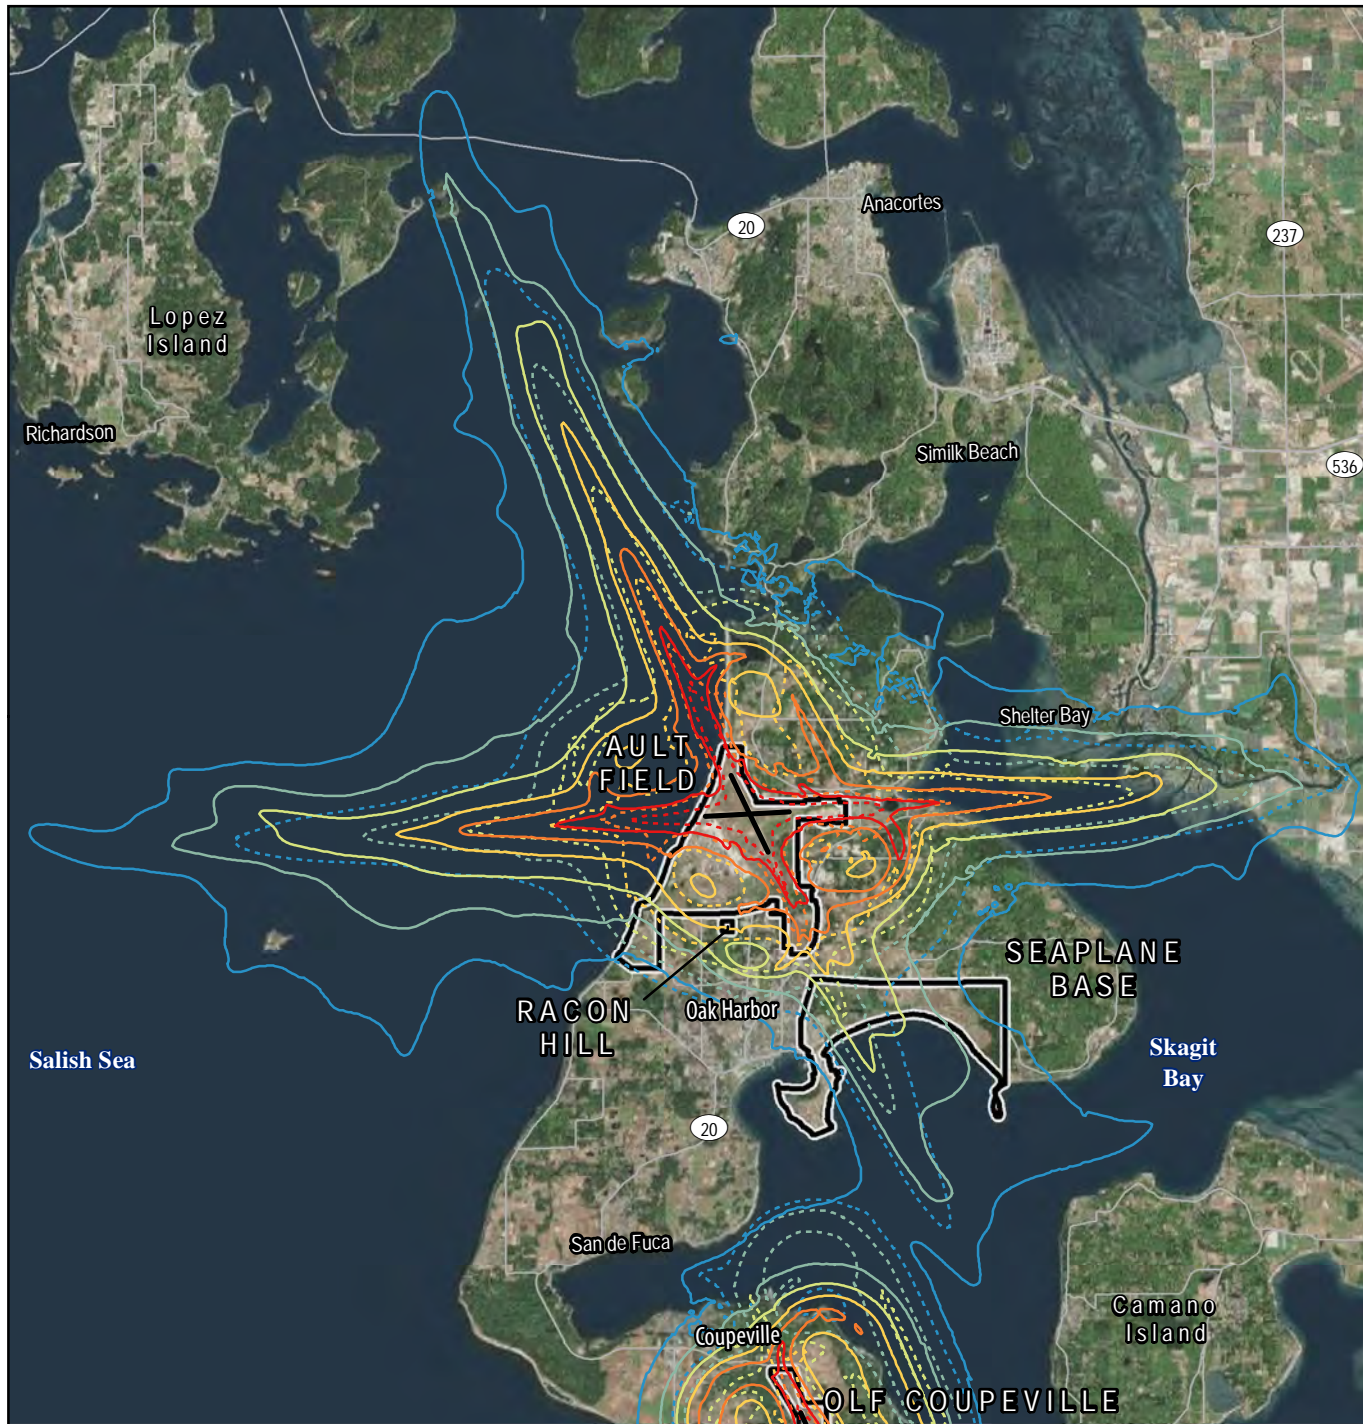 Anacortes
20
237
Lopez
Island
Richardson
Similk Beach
536
Shelter Bay
AULT
FIELD
SEAPLANE
BASE
RACON
HILL
Oak Harbor
Salish Sea
Skagit
Bay
20
San de Fuca
Camano
Island
Coupeville
OLF COUPEVILLE